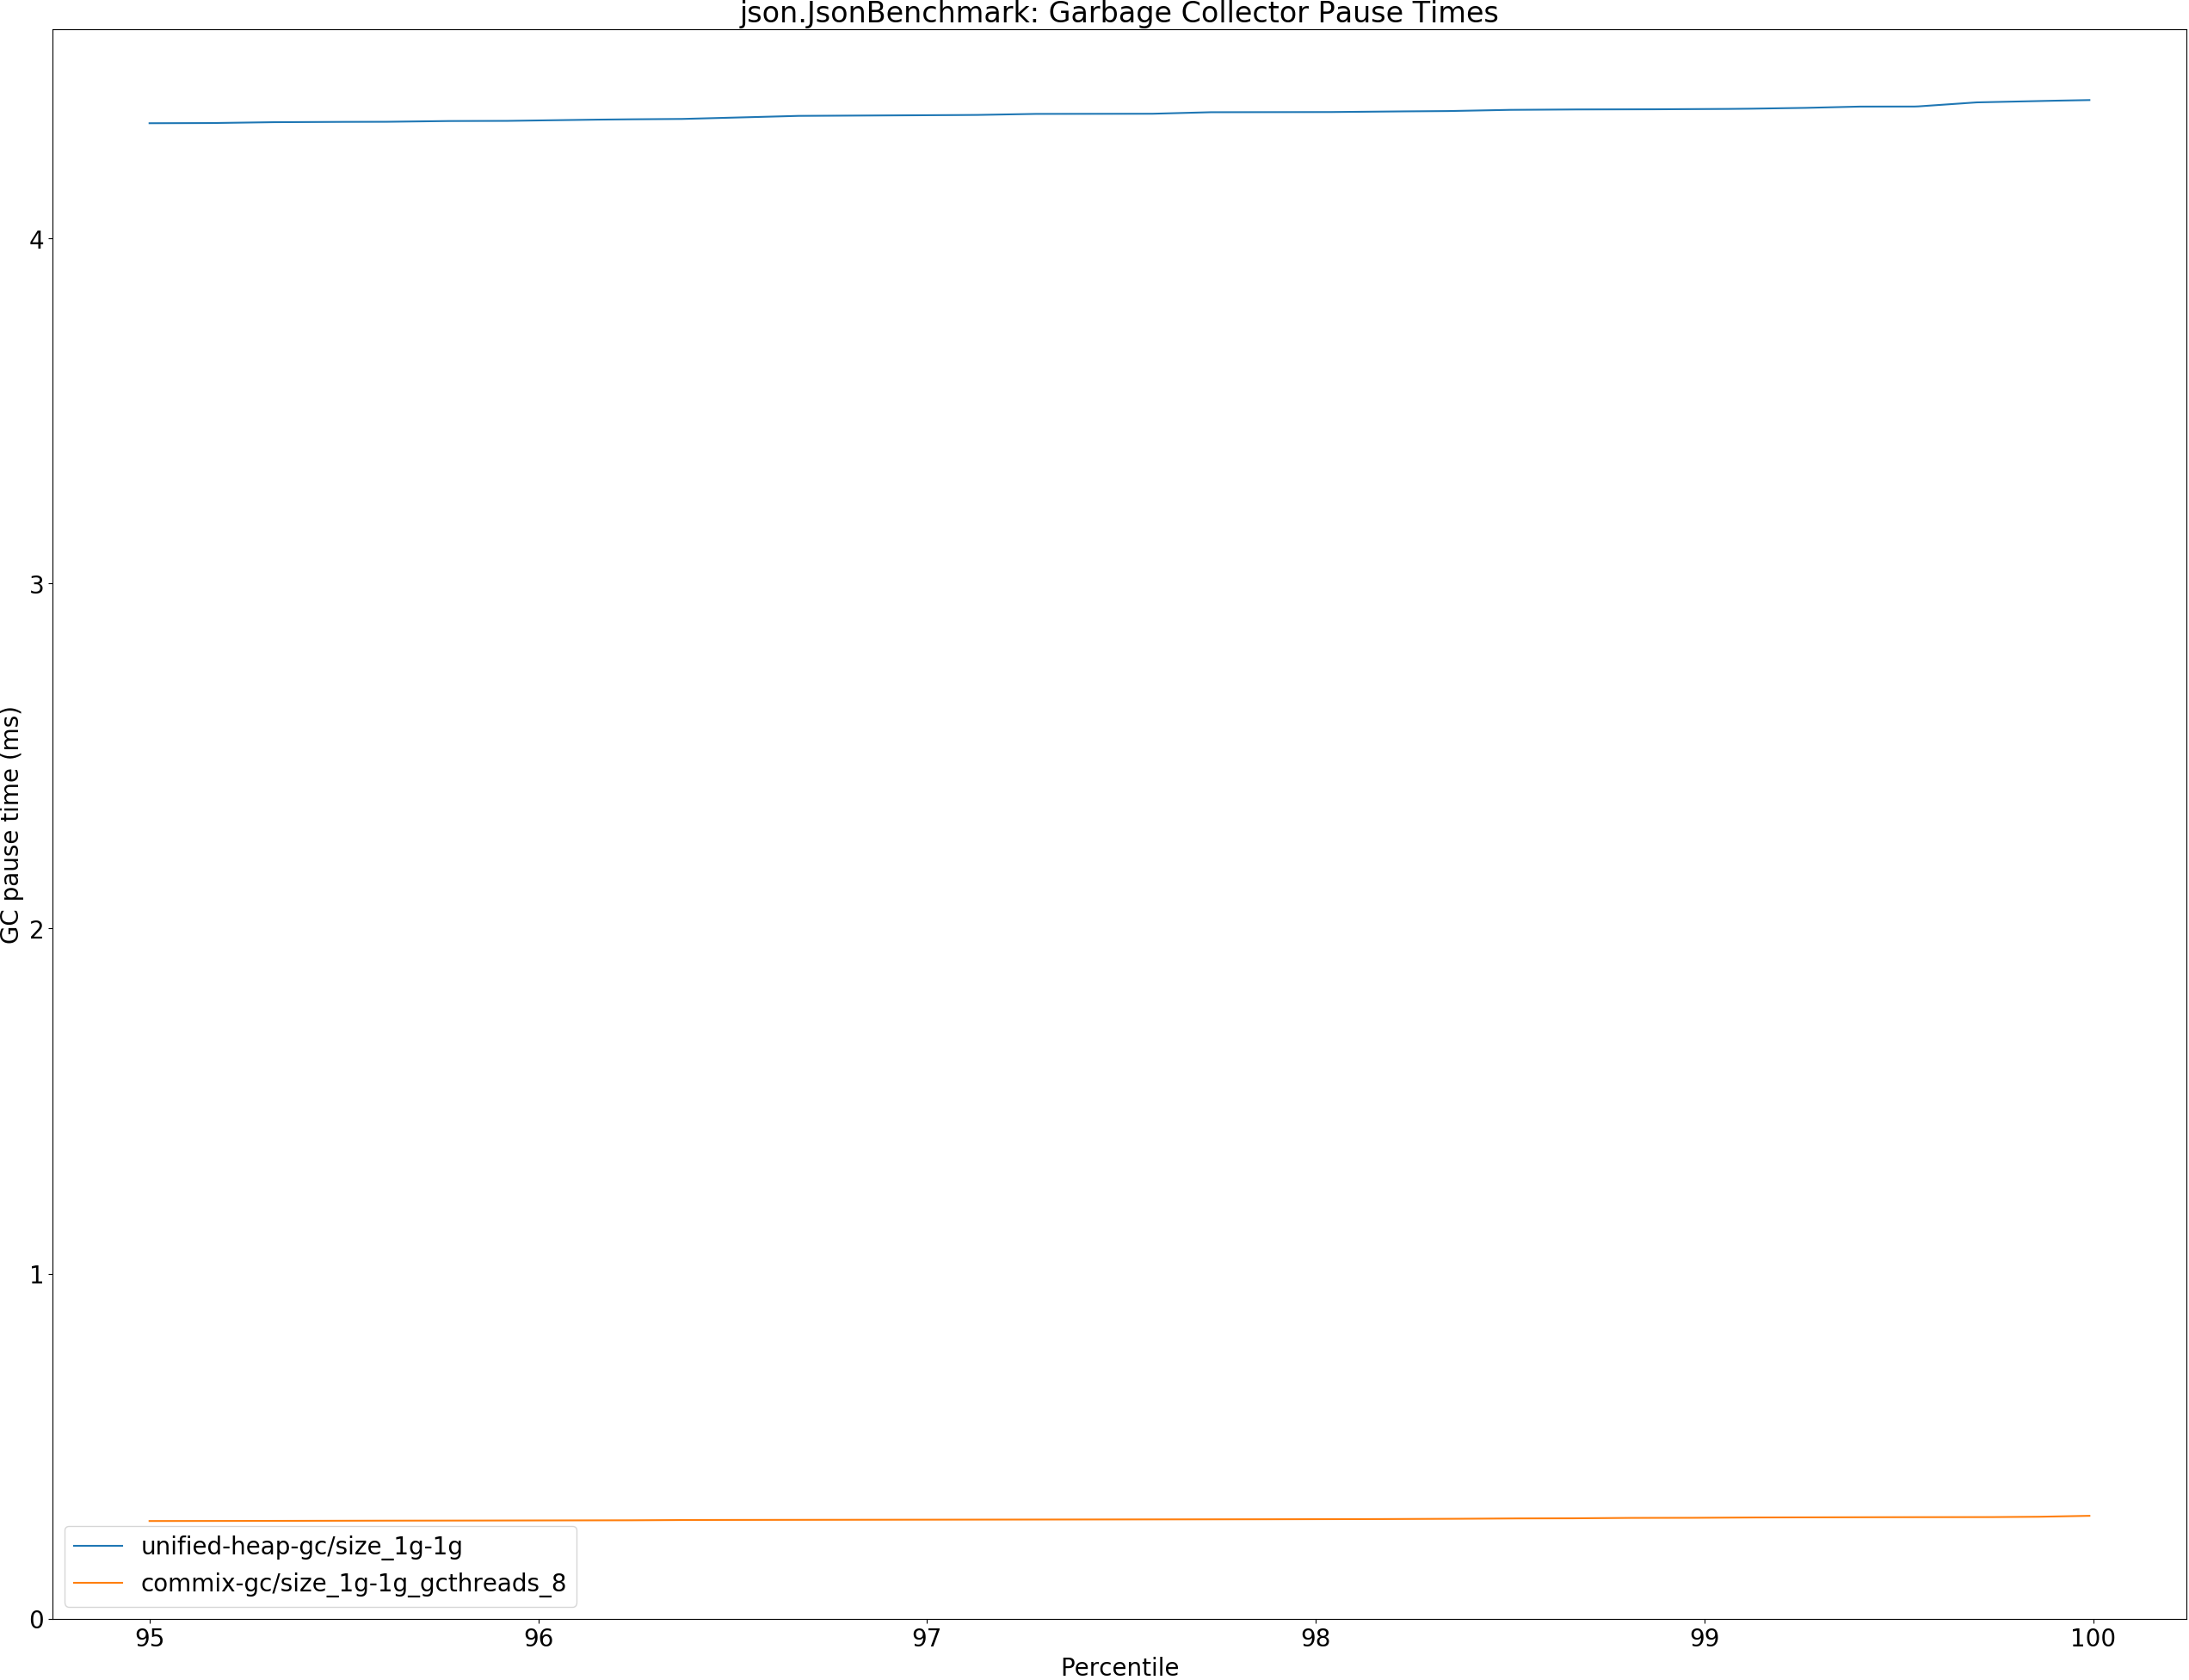 json.JsonBenchmark: Garbage Collector Pause Times
GC pause time (ms)
4
3
2
1
0
unified-heap-gc/size_1g-1g
commix-gc/size_1g-1g_gcthreads_8
95 96 97 98 99 100
Percentile